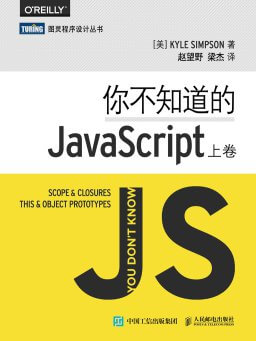 O'REILLY®
TURING 图灵程序设计丛书
[美] KYLE SIMPSON 著
赵望野 梁杰 译
你不知道的
JavaScript 上卷
SCOPE & CLOSURES
THIS & OBJECT PROTOTYPES
YOU DON'T KNOW
JS
中国工信出版集团
人民邮电出版社